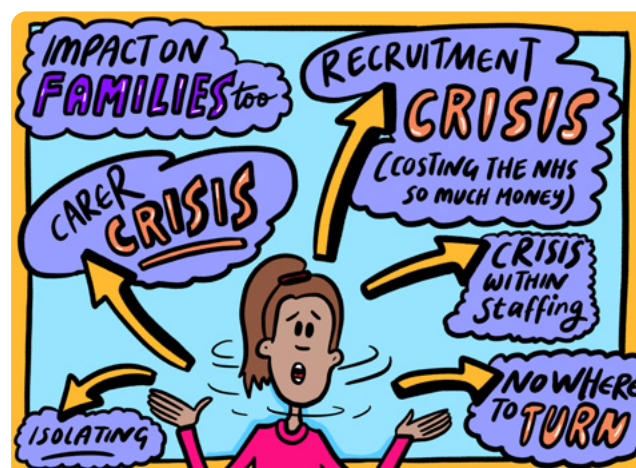 IMPACT ON
FAMILIES too
RECRUITMENT
CRISIS
(COSTING THE NHS
SO MUCH MONEY)
CARER
CRISIS
CRISIS
WITHIN
Staffing
ISOLATING
NOWHERE
TO TURN